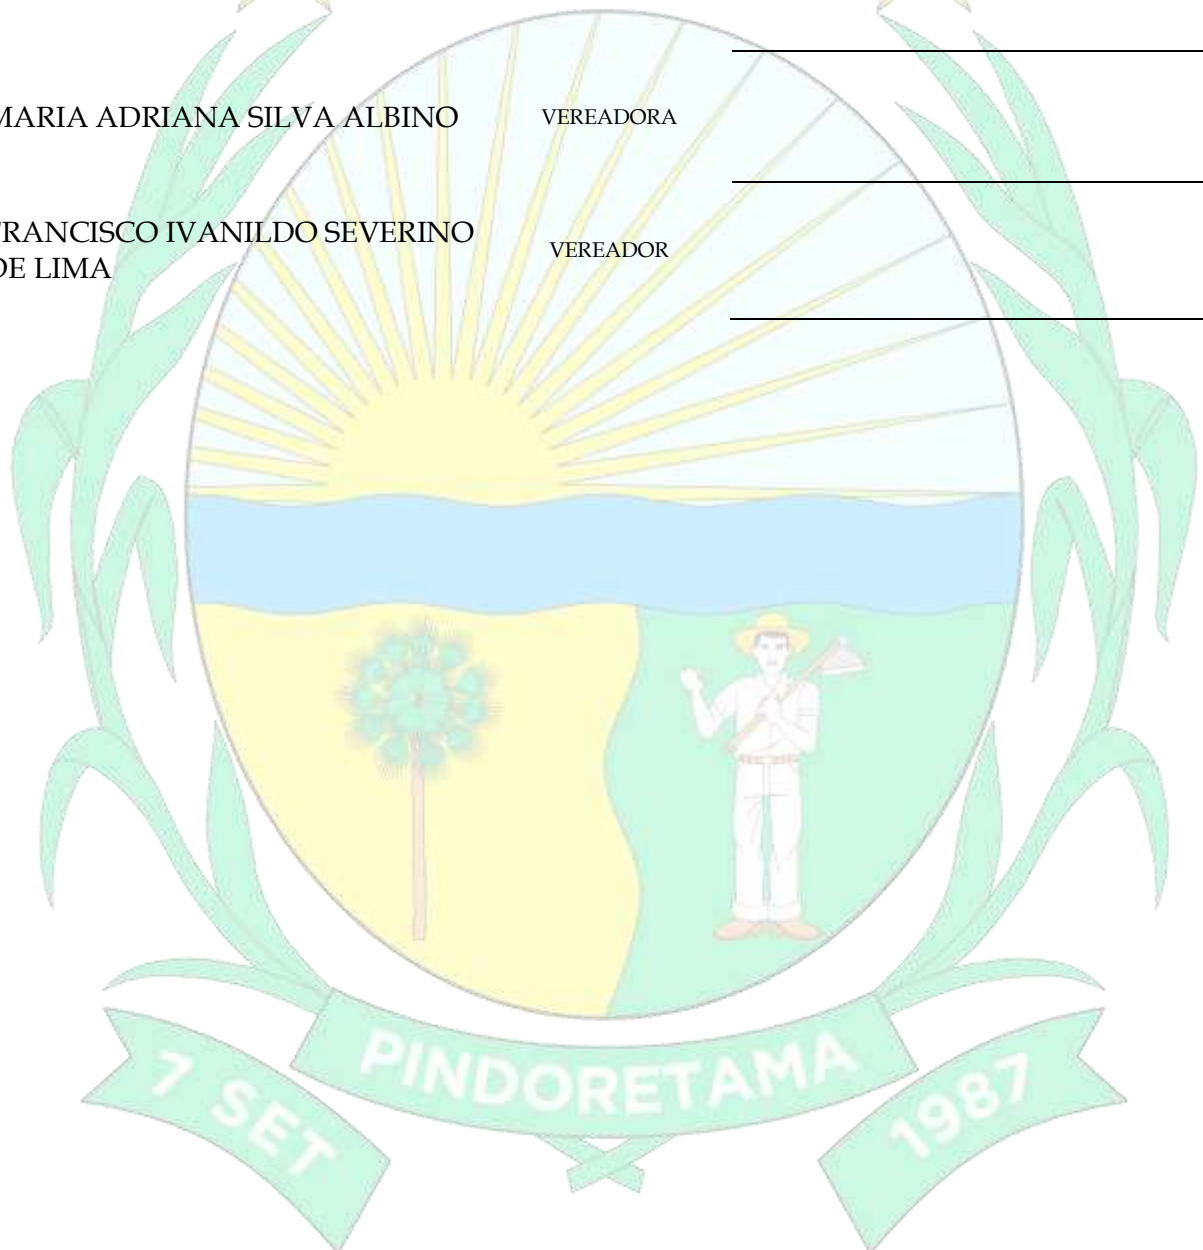 MARIA ADRIANA SILVA ALBINO VEREADORA
FRANCISCO IVANILDO SEVERINO
DE LIMA VEREADOR
7 SET PINDORETAMA 1987